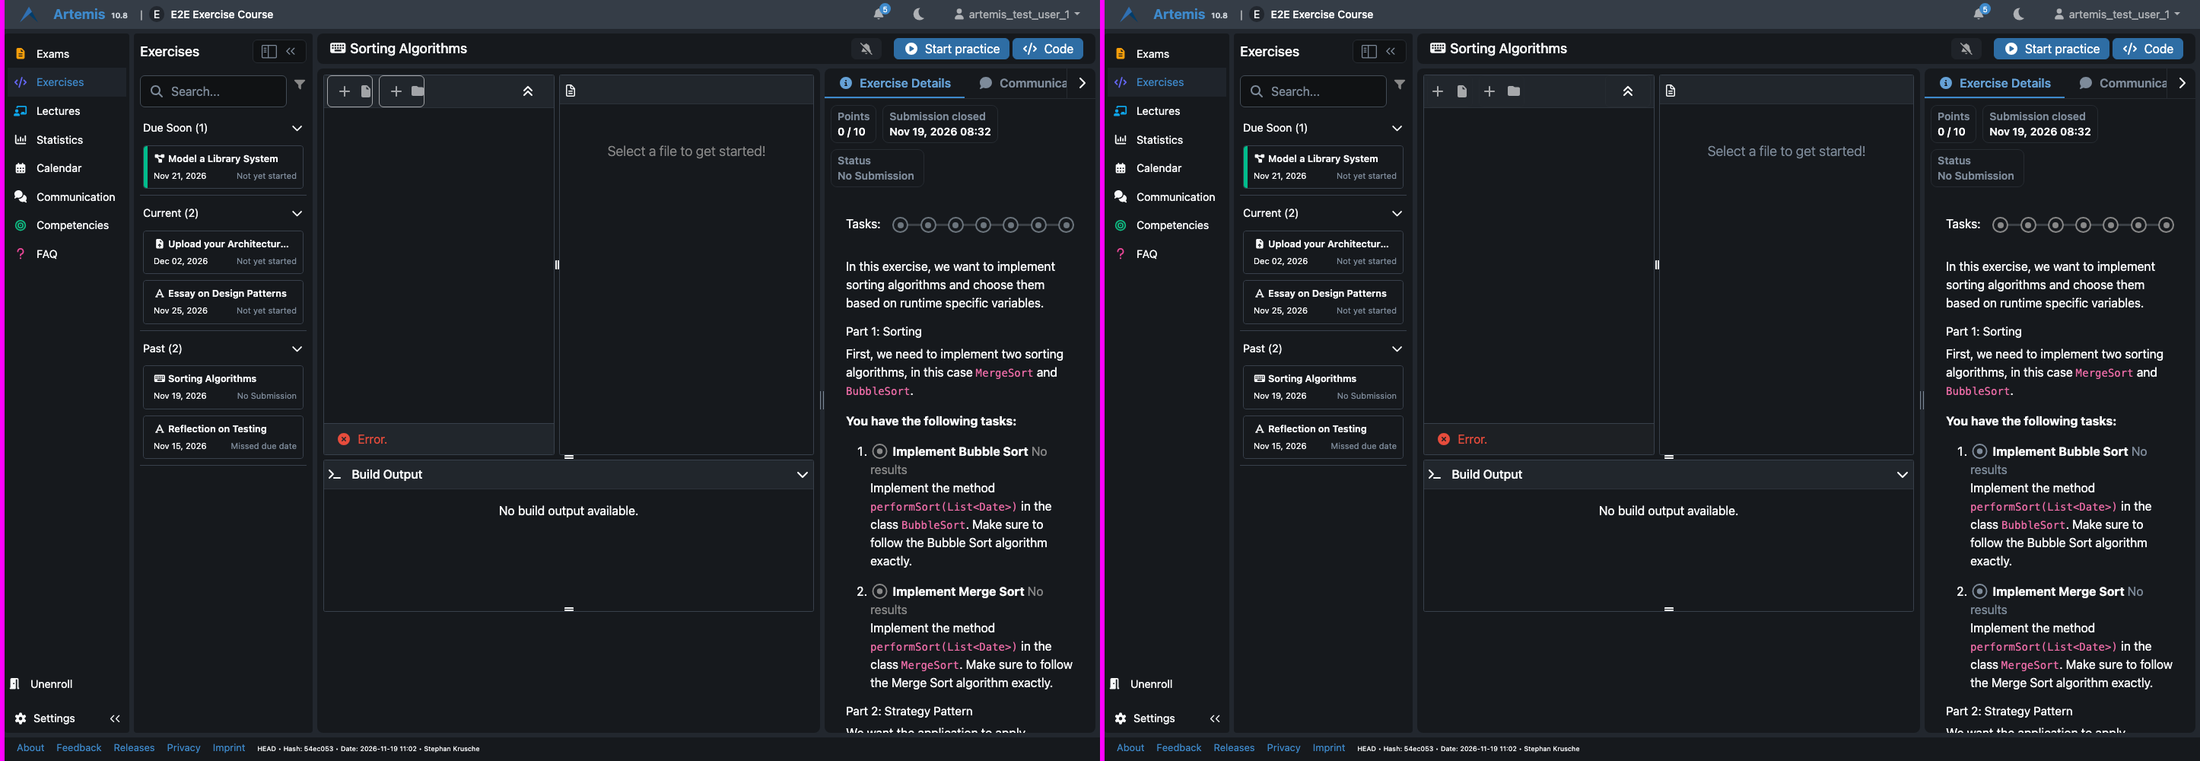 Artemis 10.8 | E E2E Exercise Course
5
artemis_test_user_1
Exams
Exercises
Lectures
Statistics
Calendar
Communication
Competencies
FAQ
Unenroll
Settings
Exercises
Search...
Due Soon (1)
Model a Library System
Nov 21, 2026 Not yet started
Current (2)
Upload your Architectur...
Dec 02, 2026 Not yet started
Essay on Design Patterns
Nov 25, 2026 Not yet started
Past (2)
Sorting Algorithms
Nov 19, 2026 No Submission
Reflection on Testing
Nov 15, 2026 Missed due date
Sorting Algorithms
Start practice
Code
Select a file to get started!
Error.
Build Output
No build output available.
Exercise Details Communica
Points
0 / 10
Submission closed
Nov 19, 2026 08:32
Status
No Submission
Tasks:
In this exercise, we want to implement
sorting algorithms and choose them
based on runtime specific variables.
Part 1: Sorting
First, we need to implement two sorting
algorithms, in this case MergeSort and
BubbleSort.
You have the following tasks:
1. Implement Bubble Sort No
results
Implement the method
performSort(List<Date>) in the
class BubbleSort. Make sure to
follow the Bubble Sort algorithm
exactly.
2. Implement Merge Sort No
results
Implement the method
performSort(List<Date>) in the
class MergeSort. Make sure to follow
the Merge Sort algorithm exactly.
Part 2: Strategy Pattern
We want the application to apply
About Feedback Releases Privacy Imprint HEAD • Hash: 54ec053 • Date: 2026-11-19 11:02 • Stephan Krusche
Artemis 10.8 | E E2E Exercise Course
5
artemis_test_user_1
Exams
Exercises
Lectures
Statistics
Calendar
Communication
Competencies
FAQ
Unenroll
Settings
Exercises
Search...
Due Soon (1)
Model a Library System
Nov 21, 2026 Not yet started
Current (2)
Upload your Architectur...
Dec 02, 2026 Not yet started
Essay on Design Patterns
Nov 25, 2026 Not yet started
Past (2)
Sorting Algorithms
Nov 19, 2026 No Submission
Reflection on Testing
Nov 15, 2026 Missed due date
Sorting Algorithms
Start practice
Code
Select a file to get started!
Error.
Build Output
No build output available.
Exercise Details Communica
Points
0 / 10
Submission closed
Nov 19, 2026 08:32
Status
No Submission
Tasks:
In this exercise, we want to implement
sorting algorithms and choose them
based on runtime specific variables.
Part 1: Sorting
First, we need to implement two sorting
algorithms, in this case MergeSort and
BubbleSort.
You have the following tasks:
1. Implement Bubble Sort No
results
Implement the method
performSort(List<Date>) in the
class BubbleSort. Make sure to
follow the Bubble Sort algorithm
exactly.
2. Implement Merge Sort No
results
Implement the method
performSort(List<Date>) in the
class MergeSort. Make sure to follow
the Merge Sort algorithm exactly.
Part 2: Strategy Pattern
We want the application to apply
About Feedback Releases Privacy Imprint HEAD • Hash: 54ec053 • Date: 2026-11-19 11:02 • Stephan Krusche